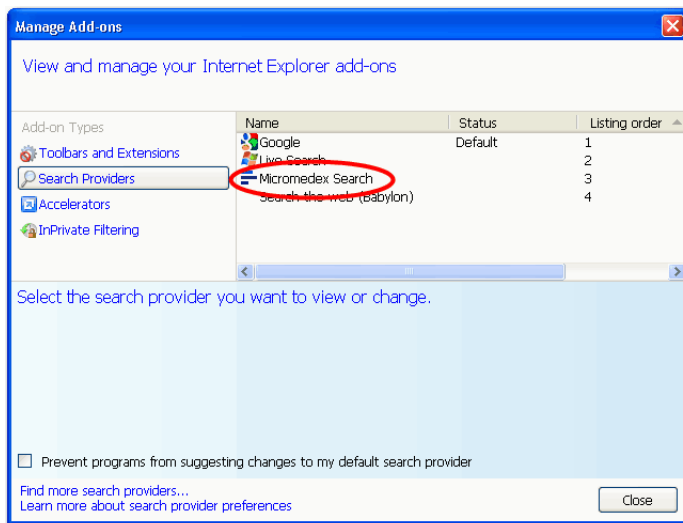 Manage Add-ons
View and manage your Internet Explorer add-ons
Add-on Types
Toolbars and Extensions
Search Providers
Accelerators
InPrivate Filtering
Name Status Listing order
Google Default 1
Live Search 2
Micromedex Search 3
Search the web (Babylon) 4
Select the search provider you want to view or change.
Prevent programs from suggesting changes to my default search provider
Find more search providers...
Learn more about search provider preferences
Close